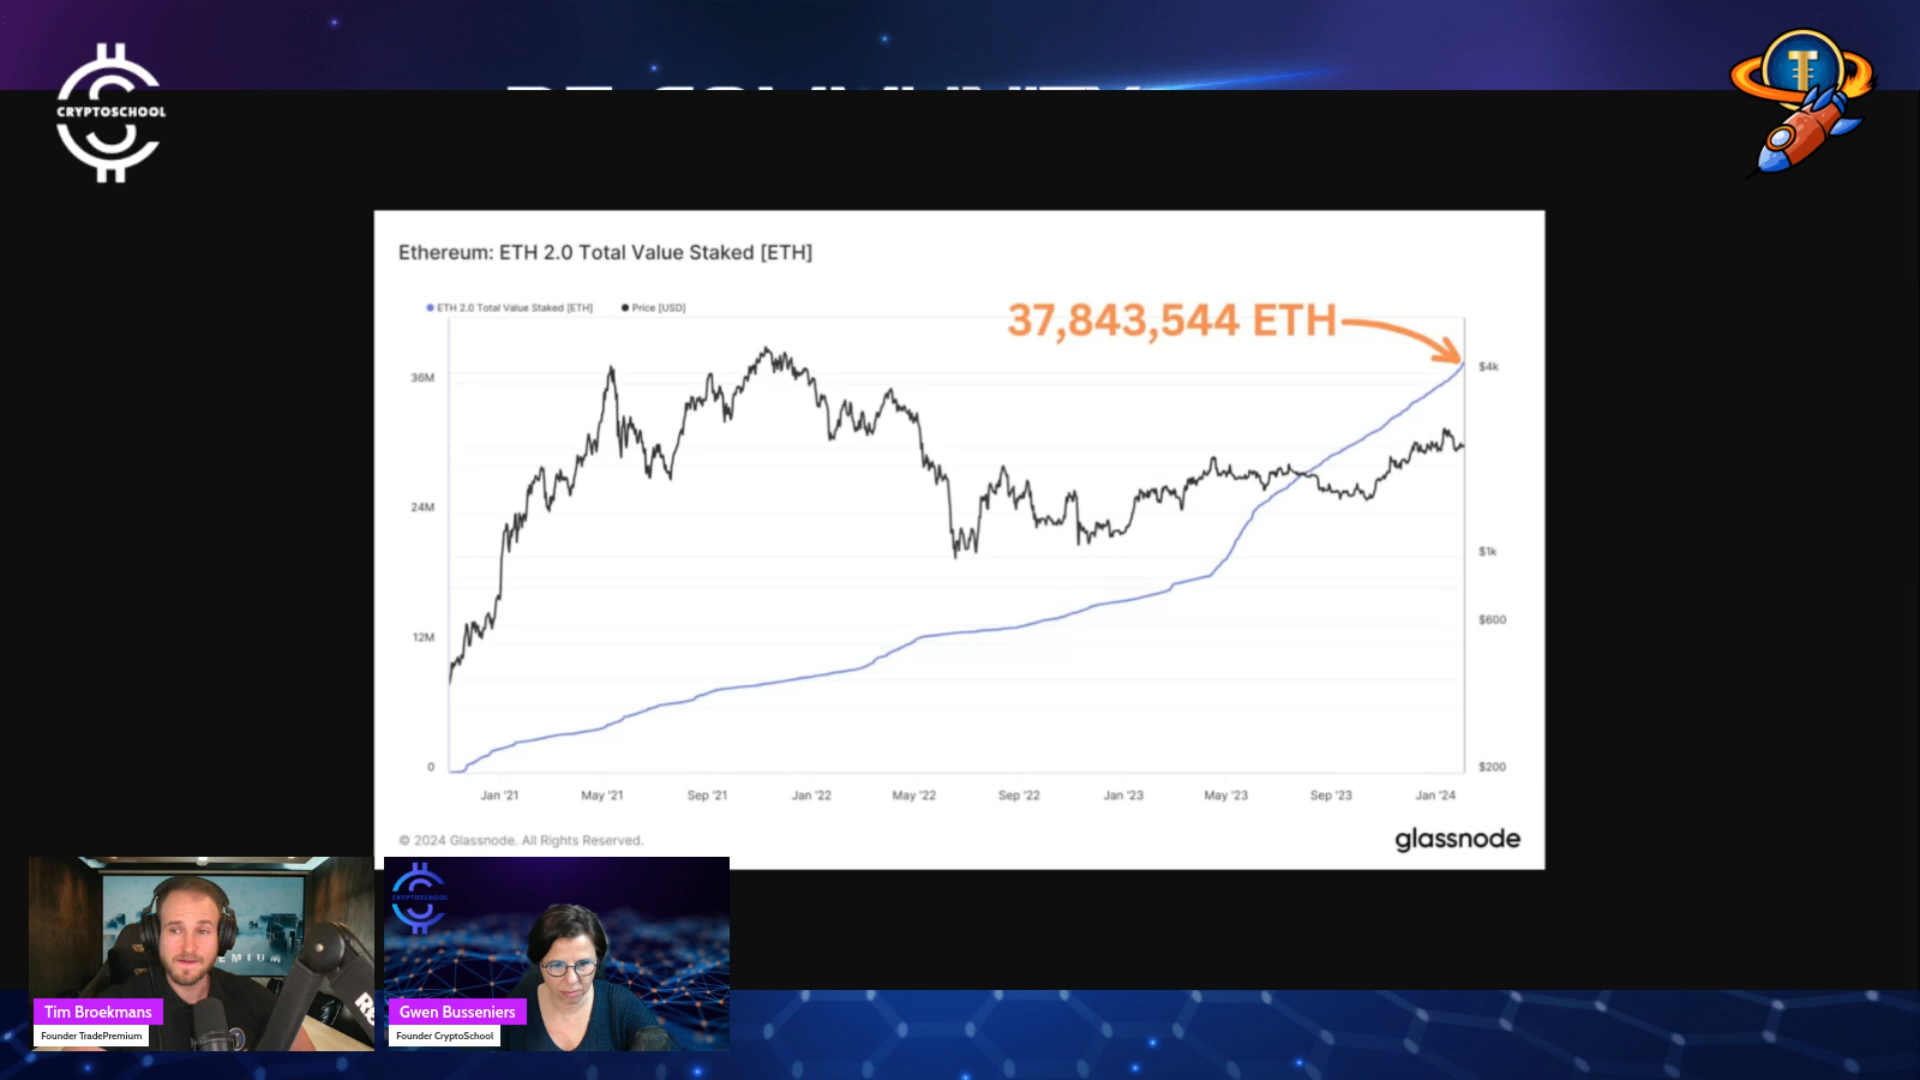 CRYPTOSCHOOL
Ethereum: ETH 2.0 Total Value Staked [ETH]
ETH 2.0 Total Value Staked [ETH]
Price [USD]
37,843,544 ETH
36M
24M
12M
0
$4k
$1k
$600
$200
Jan '21
May '21
Sep '21
Jan '22
May '22
Sep '22
Jan '23
May '23
Sep '23
Jan '24
© 2024 Glassnode. All Rights Reserved.
glassnode
EMIUM
Tim Broekmans
Founder TradePremium
CRYPTOSCHOOL
Gwen Busseniers
Founder CryptoSchool